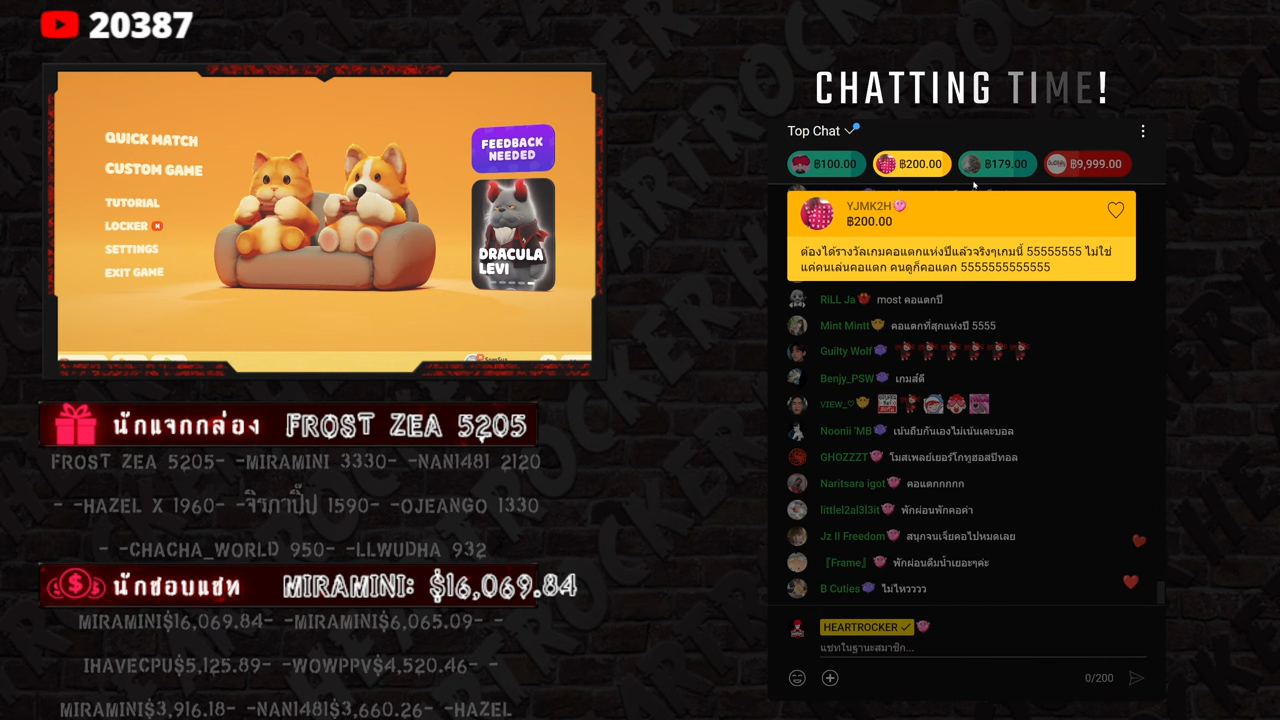 20387
QUICK MATCH
CUSTOM GAME
TUTORIAL
LOCKER N
SETTINGS
EXIT GAME
FEEDBACK
NEEDED
DRACULA
LEVI
นักแจกกล่อง FROST ZEA 5205
FROST ZEA 5205- -MIRAMINI 3330- -NAN1481 2120
- -HAZEL X 1960- -จิรภาปิ๊ป 1590- -OJEANGO 1330
- -CHACHA_WORLD 950- -LLWUDHA 932
นักชอบแชท MIRAMINI: $16,069.84
MIRAMINI$16,069.84- -MIRAMINI$6,065.09- -
IHAVECPU$5,125.89- -WOWPPV$4,520.46- -
MIRAMINI$3,916.18- -NAN1481$3,660.26- -HAZEL
CHATTING TIME!
Top Chat
฿100.00 ฿200.00 ฿179.00 ฿9,999.00
YJMK2H
฿200.00
ต้องได้รางวัลเกมคอแตกแห่งปีแล้วจริงๆเกมนี้ 55555555 ไม่ใช่
แค่คนเล่นคอแตก คนดูก็คอแตก 5555555555555
RiLL Ja most คอแตกปี
Mint Mintt คอแตกที่สุดแห่งปี 5555
Guilty Wolf
Benjy_PSW เกมส์ดี
VIEW_♡
Noonii 'MB เน้นถีบกันเองไม่เน้นเตะบอล
GHOZZZT โมสเพลย์เยอร์โกทูฮอสปิทอล
Naritsara igot คอแตกกกกก
littlel2al3l3it พักผ่อนพักคอค่า
Jz II Freedom สนุกจนเจ็บคอไปหมดเลย
『Frame』 พักผ่อนดืมน้ำเยอะๆค่ะ
B Cuties ไม่ไหวววว
HEARTROCKER
แชทในฐานะสมาชิก...
0/200